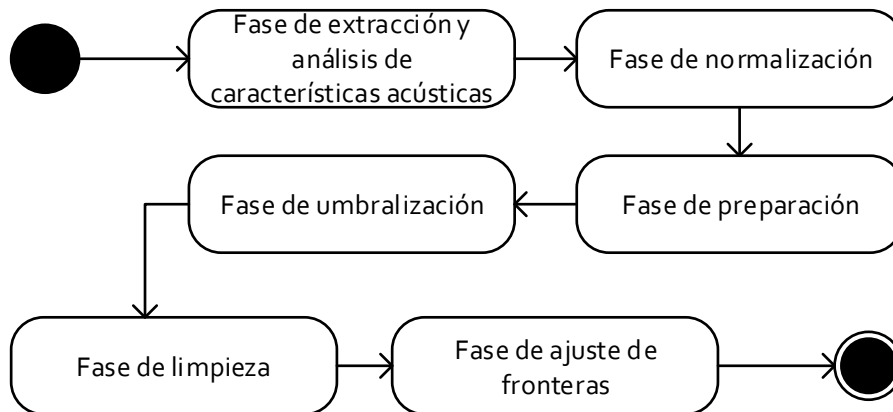 Fase de extracción y
análisis de
características acústicas
Fase de normalización
Fase de preparación
Fase de umbralización
Fase de limpieza
Fase de ajuste de
fronteras